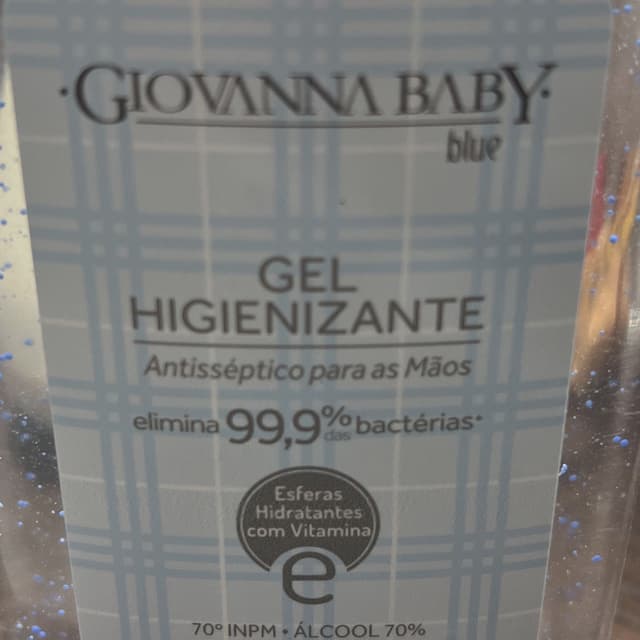 ·GIOVANNA BABY·
blue
GEL
HIGIENIZANTE
Antisséptico para as Mãos
elimina 99,9% das bactérias*
Esferas
Hidratantes
com Vitamina
e
70º INPM • ÁLCOOL 70%